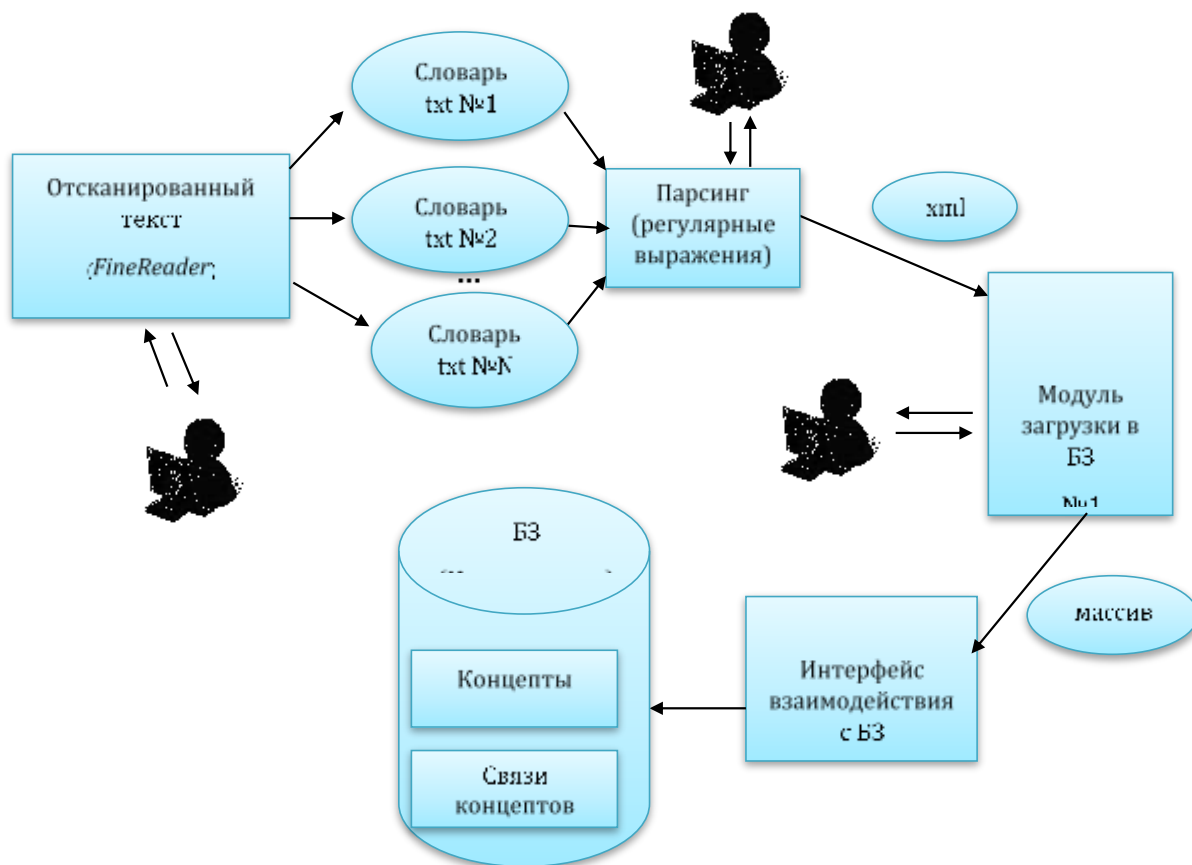 Словарь
txt №1
Отсканированный
текст
(FineReader)
Словарь
txt №2
...
Словарь
txt №N
Парсинг
(регулярные
выражения)
xml
Модуль
загрузки в
БЗ
№1
массив
Интерфейс
взаимодействия
с БЗ
БЗ
Концепты
Связи
концептов